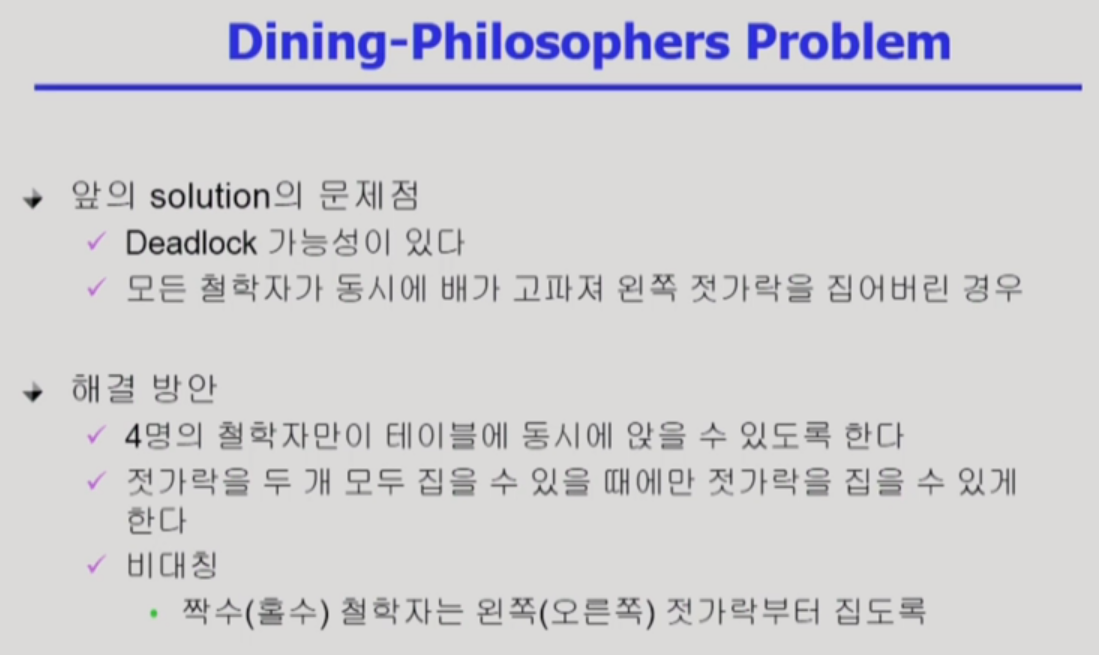 Dining-Philosophers Problem
앞의 solution의 문제점
Deadlock 가능성이 있다
모든 철학자가 동시에 배가 고파져 왼쪽 젓가락을 집어버린 경우
해결 방안
4명의 철학자만이 테이블에 동시에 앉을 수 있도록 한다
젓가락을 두 개 모두 집을 수 있을 때에만 젓가락을 집을 수 있게
한다
비대칭
짝수(홀수) 철학자는 왼쪽(오른쪽) 젓가락부터 집도록